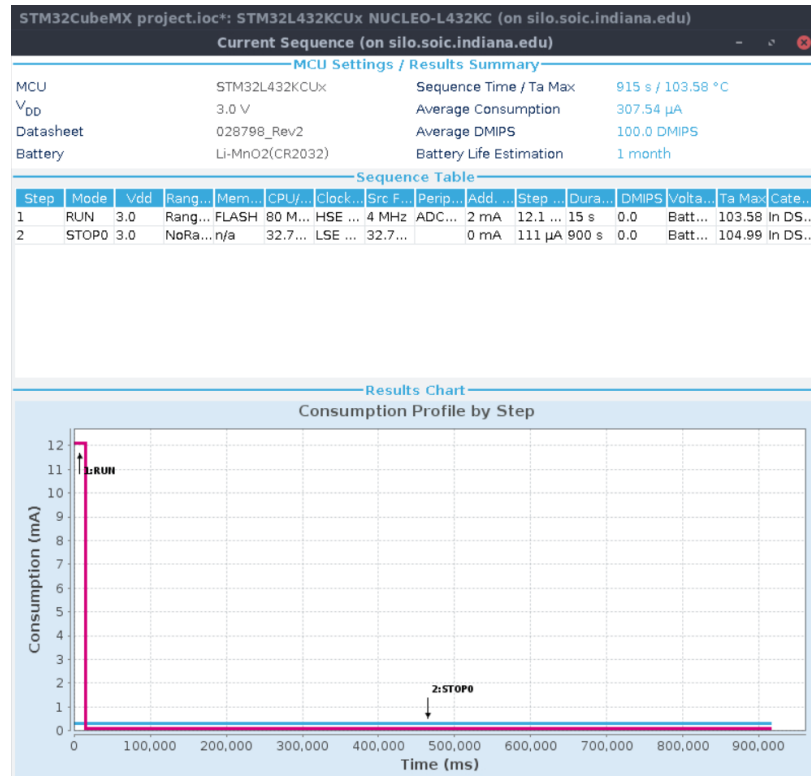 STM32CubeMX project.ioc*: STM32L432KCUx NUCLEO-L432KC (on silo.soic.indiana.edu)
Current Sequence (on silo.soic.indiana.edu)
MCU Settings / Results Summary
MCU STM32L432KCUx Sequence Time / Ta Max 915 s / 103.58 °C
VDD 3.0 V Average Consumption 307.54 µA
Datasheet 028798_Rev2 Average DMIPS 100.0 DMIPS
Battery Li-MnO2(CR2032) Battery Life Estimation 1 month
Sequence Table
Step Mode Vdd Rang... Mem... CPU/... Clock... Src F... Perip... Add. ... Step ... Dura... DMIPS Volta... Ta Max Cate...
1 RUN 3.0 Rang... FLASH 80 M... HSE ... 4 MHz ADC... 2 mA 12.1 ... 15 s 0.0 Batt... 103.58 In DS...
2 STOP0 3.0 NoRa... n/a 32.7... LSE ... 32.7... 0 mA 111 µA 900 s 0.0 Batt... 104.99 In DS...
Results Chart
Consumption Profile by Step
Consumption (mA)
12
11
10
9
8
7
6
5
4
3
2
1
0
1:RUN
2:STOP0
0 100,000 200,000 300,000 400,000 500,000 600,000 700,000 800,000 900,000
Time (ms)